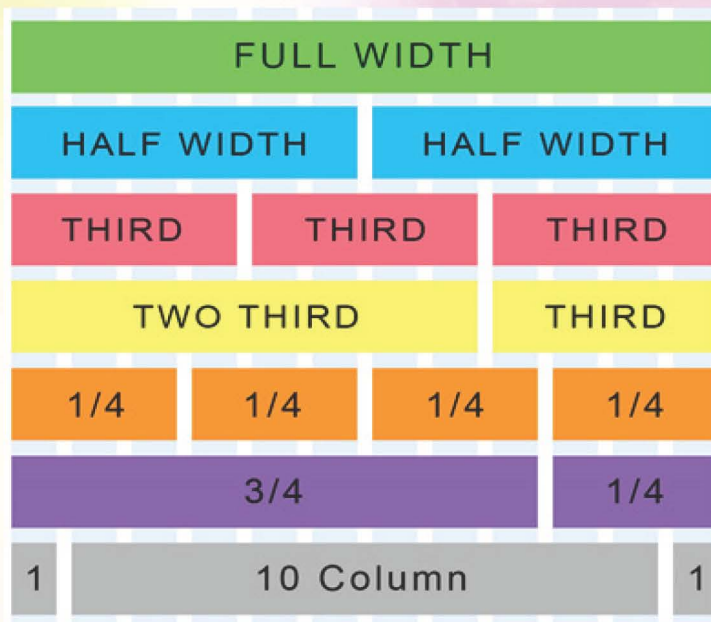 FULL WIDTH
HALF WIDTH HALF WIDTH
THIRD THIRD THIRD
TWO THIRD THIRD
1/4 1/4 1/4 1/4
3/4 1/4
1 10 Column 1